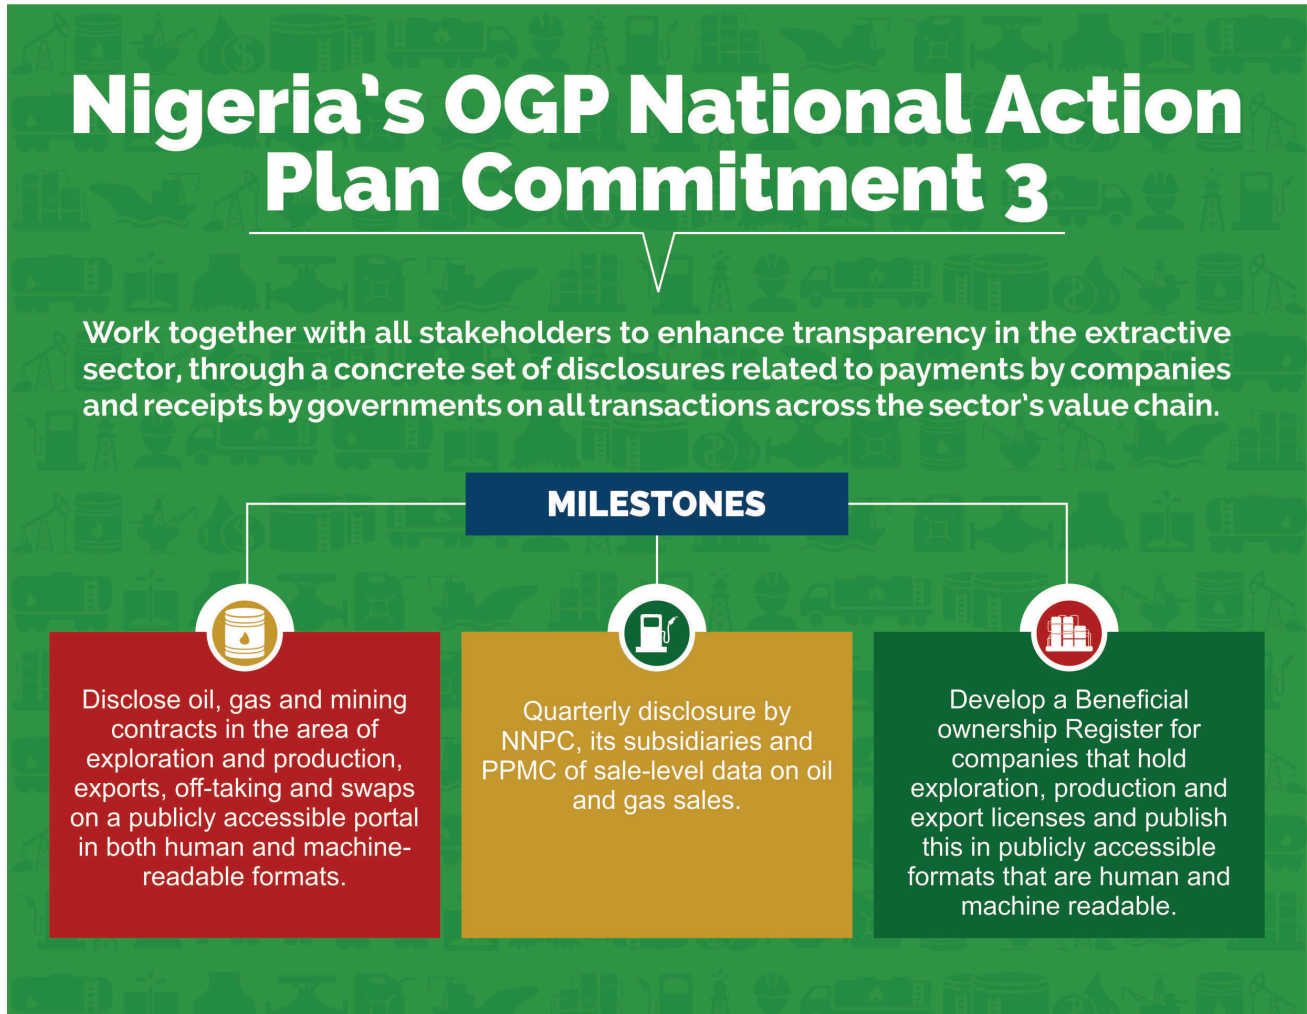 Nigeria's OGP National Action
Plan Commitment 3
Work together with all stakeholders to enhance transparency in the extractive
sector, through a concrete set of disclosures related to payments by companies
and receipts by governments on all transactions across the sector's value chain.
MILESTONES
Disclose oil, gas and mining
contracts in the area of
exploration and production,
exports, off-taking and swaps
on a publicly accessible portal
in both human and machine-
readable formats.
Quarterly disclosure by
NNPC, its subsidiaries and
PPMC of sale-level data on oil
and gas sales.
Develop a Beneficial
ownership Register for
companies that hold
exploration, production and
export licenses and publish
this in publicly accessible
formats that are human and
machine readable.